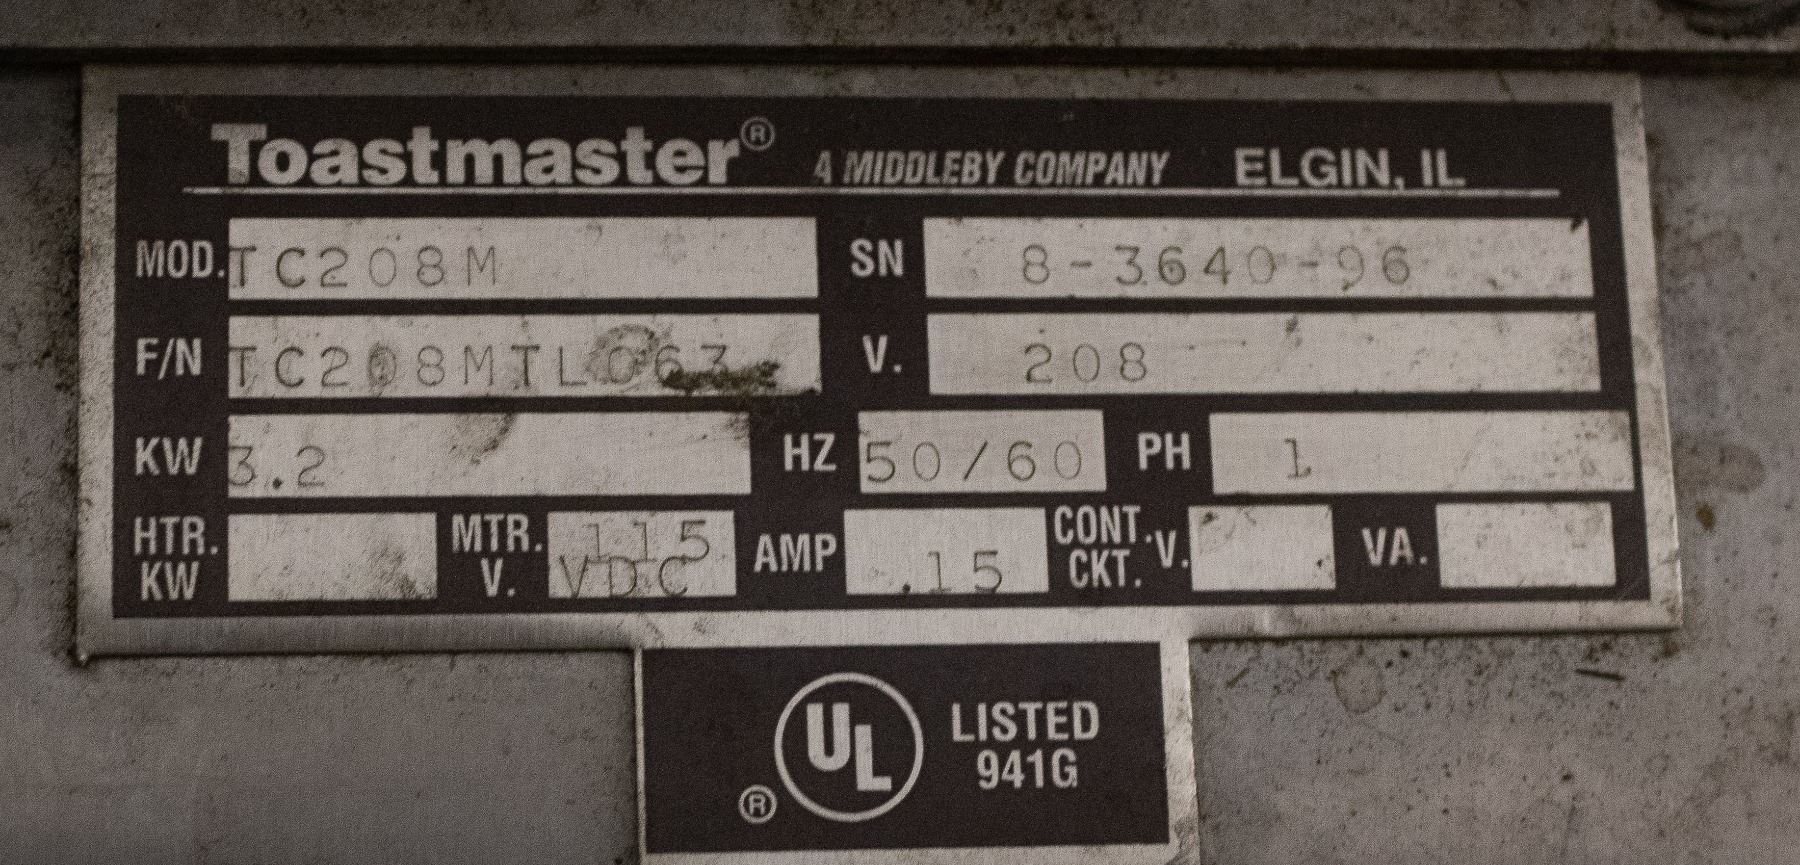 Toastmaster® A MIDDLEBY COMPANY ELGIN, IL
MOD. TC208M SN 8-3640-96
F/N TC208MTL063 V. 208
KW 3.2 HZ 50/60 PH 1
HTR. KW MTR. V. 115 VDC AMP .15 CONT. CKT. V. VA.
UL® LISTED
941G